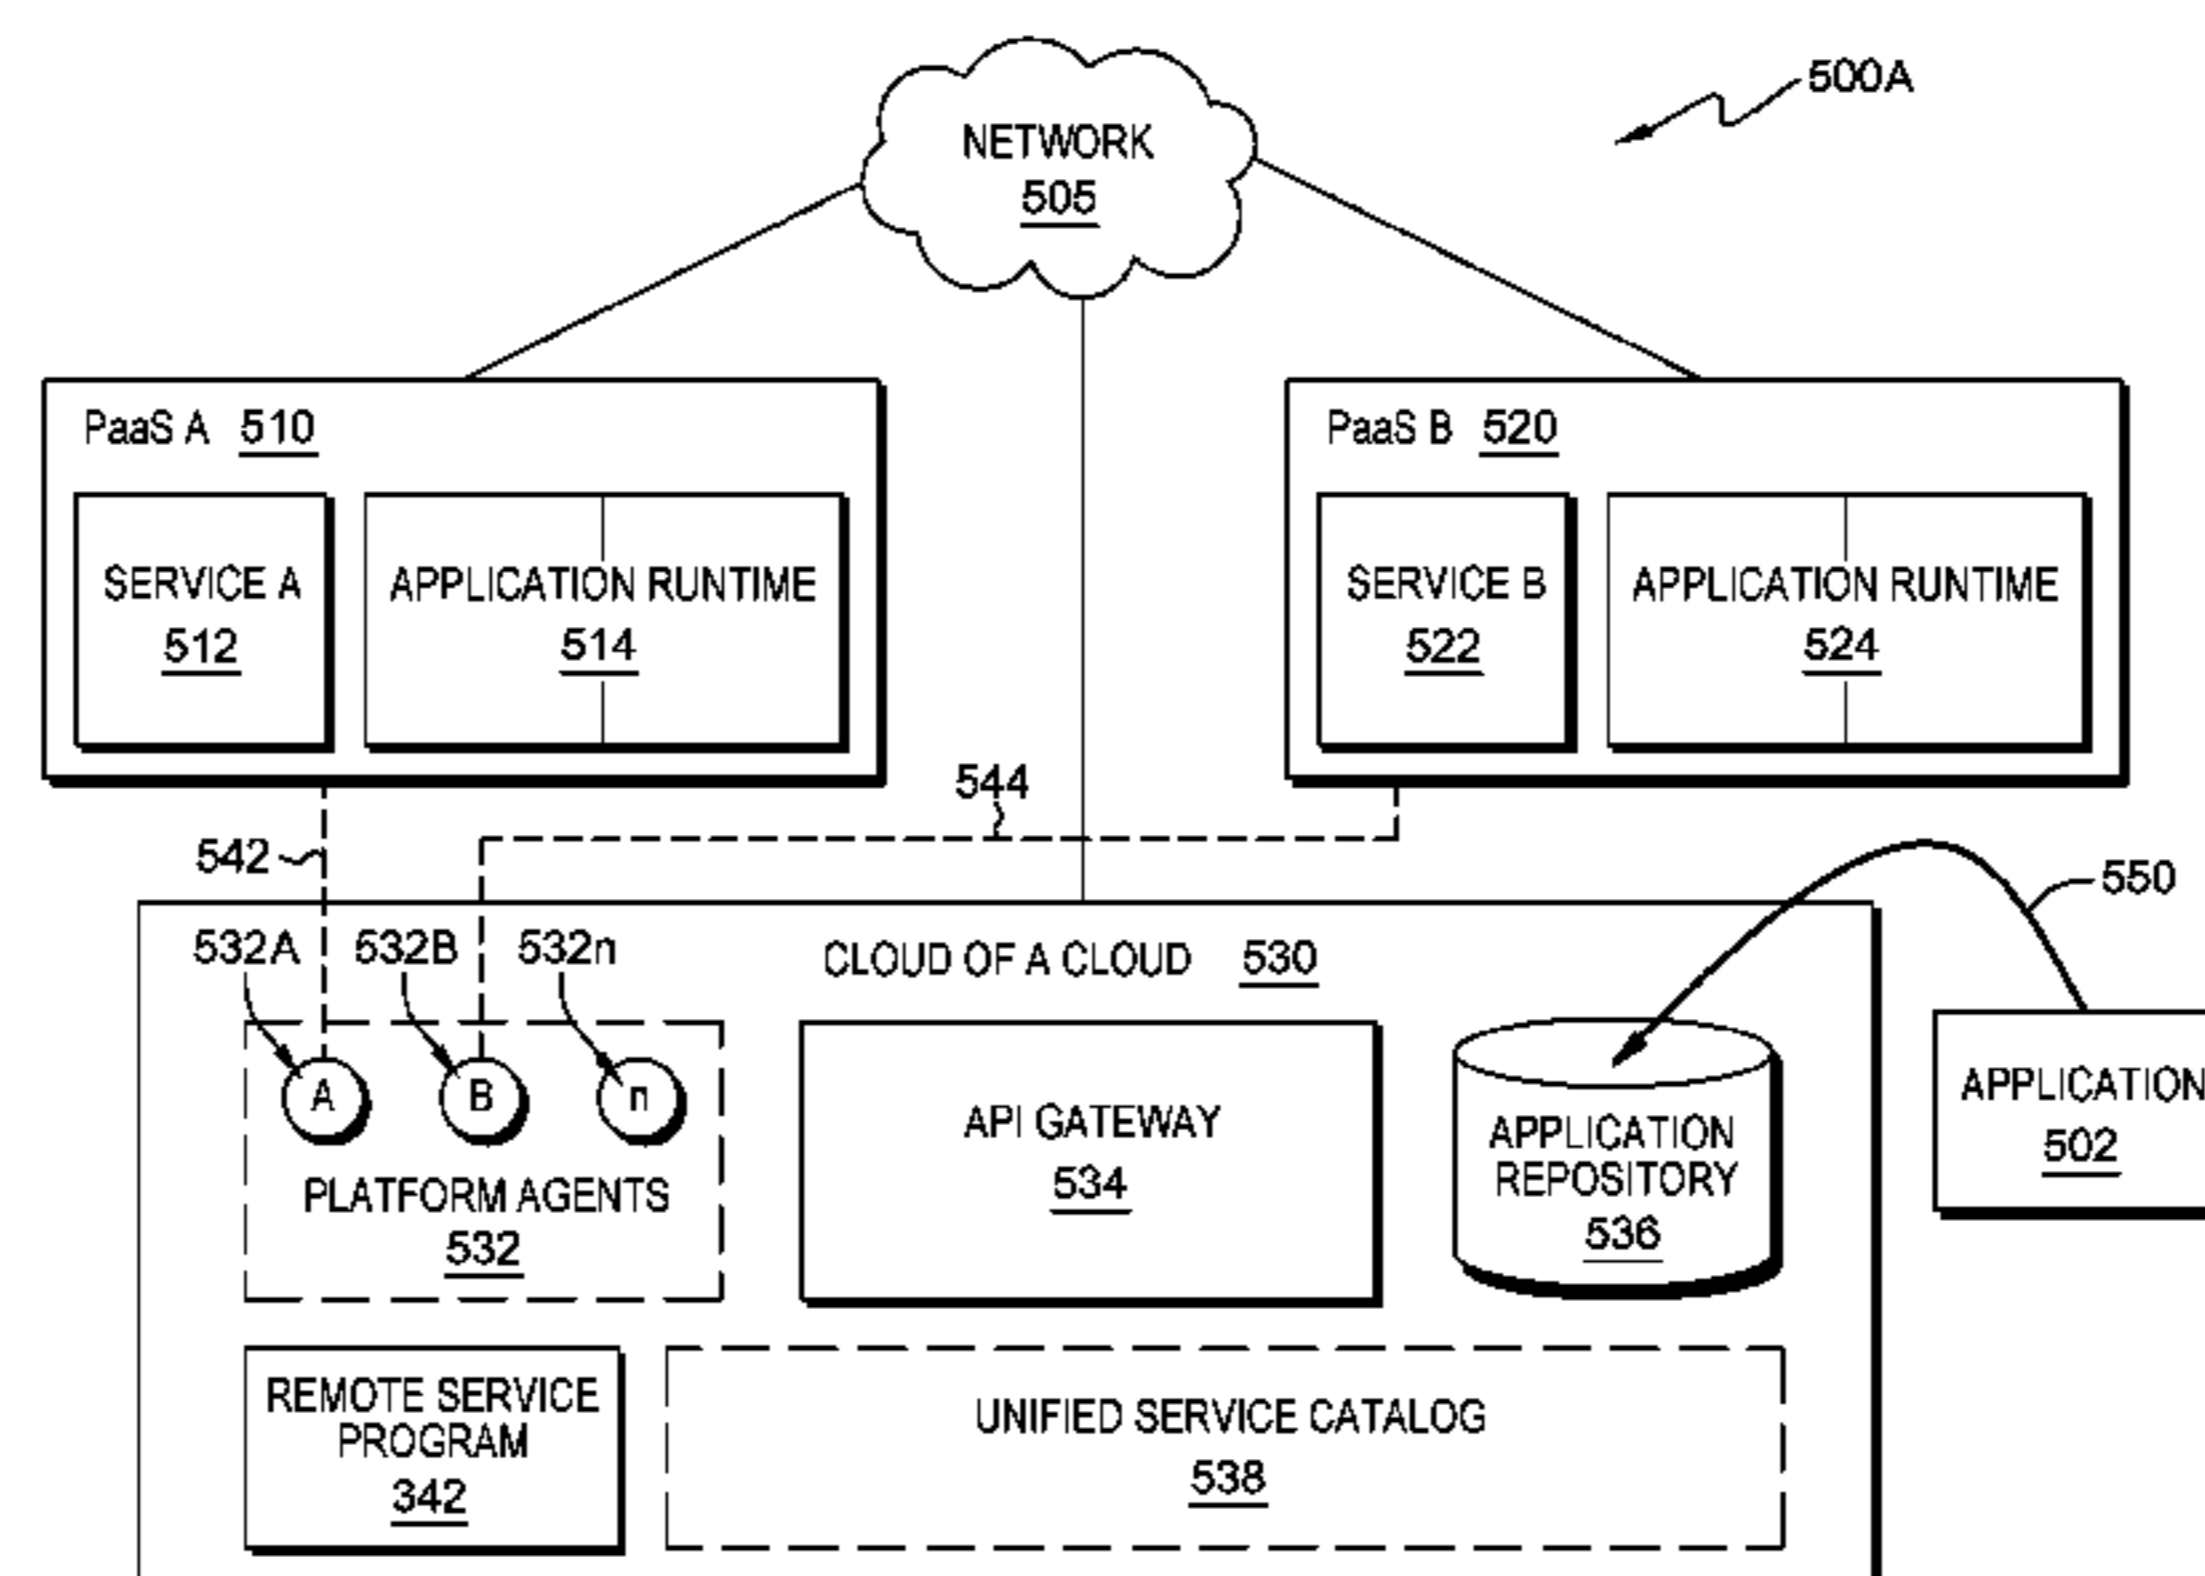 500A
NETWORK
505
PaaS A 510
SERVICE A
512
APPLICATION RUNTIME
514
PaaS B 520
SERVICE B
522
APPLICATION RUNTIME
524
544
542
550
532A
532B
532n
CLOUD OF A CLOUD 530
A
B
n
PLATFORM AGENTS
532
API GATEWAY
534
APPLICATION
REPOSITORY
536
APPLICATION
502
REMOTE SERVICE
PROGRAM
342
UNIFIED SERVICE CATALOG
538